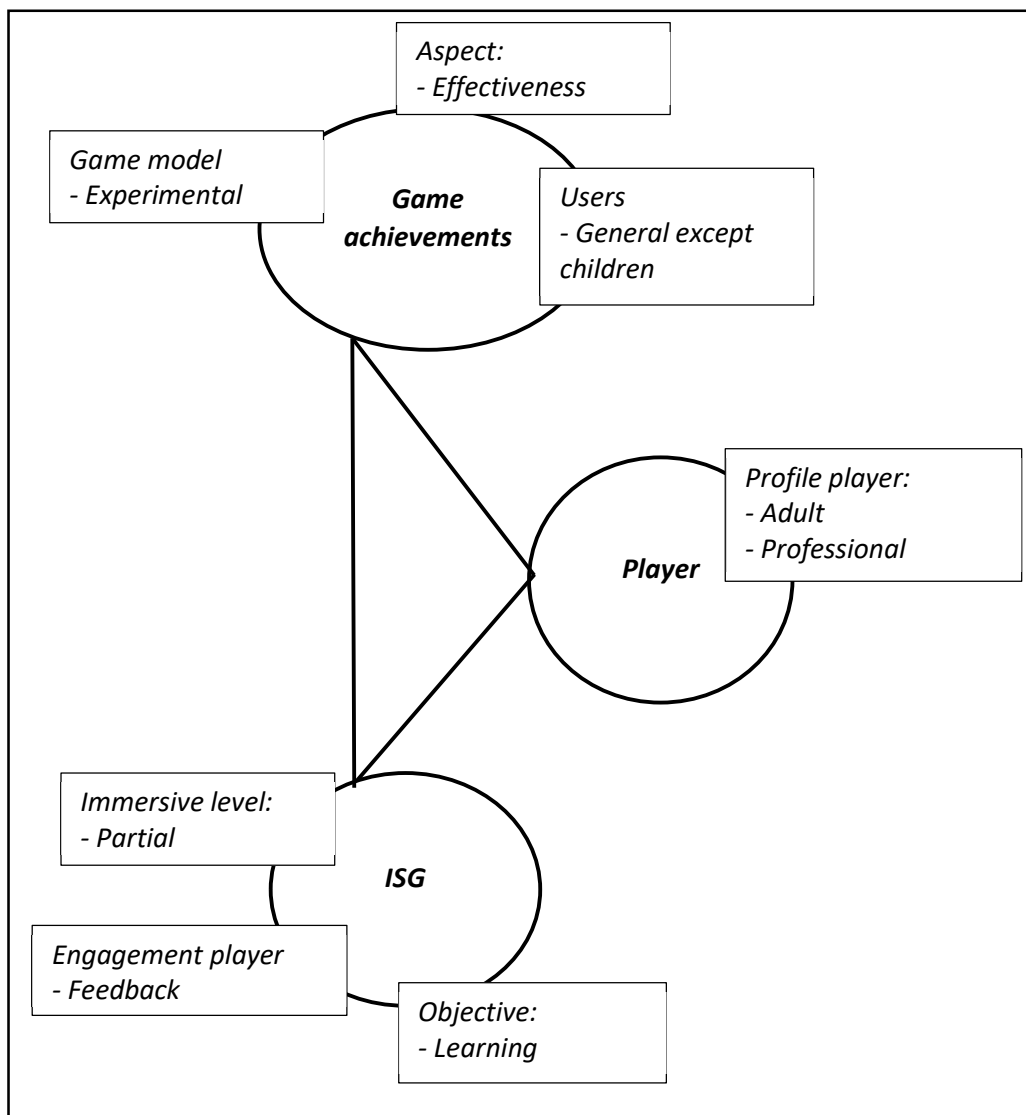 Aspect:
- Effectiveness
Game model
- Experimental
Game
achievements
Users
- General except
children
Profile player:
- Adult
- Professional
Player
Immersive level:
- Partial
ISG
Engagement player
- Feedback
Objective:
- Learning